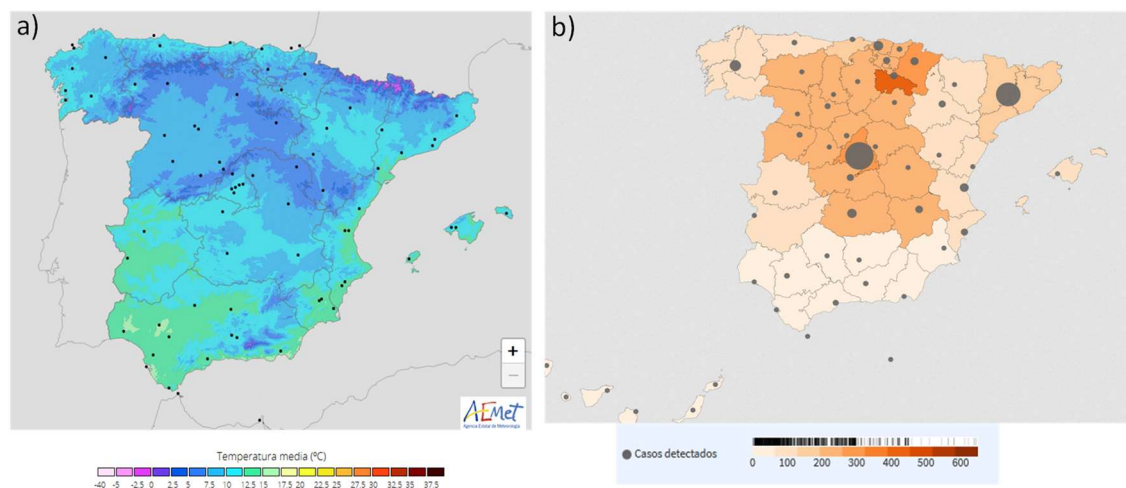 a)
b)
+
−
AEmet
Agencia Estatal de Meteorología
Temperatura media (ºC)
-40 -5 -2.5 0 2.5 5 7.5 10 12.5 15 17.5 20 22.5 25 27.5 30 32.5 35 37.5
Casos detectados
0 100 200 300 400 500 600